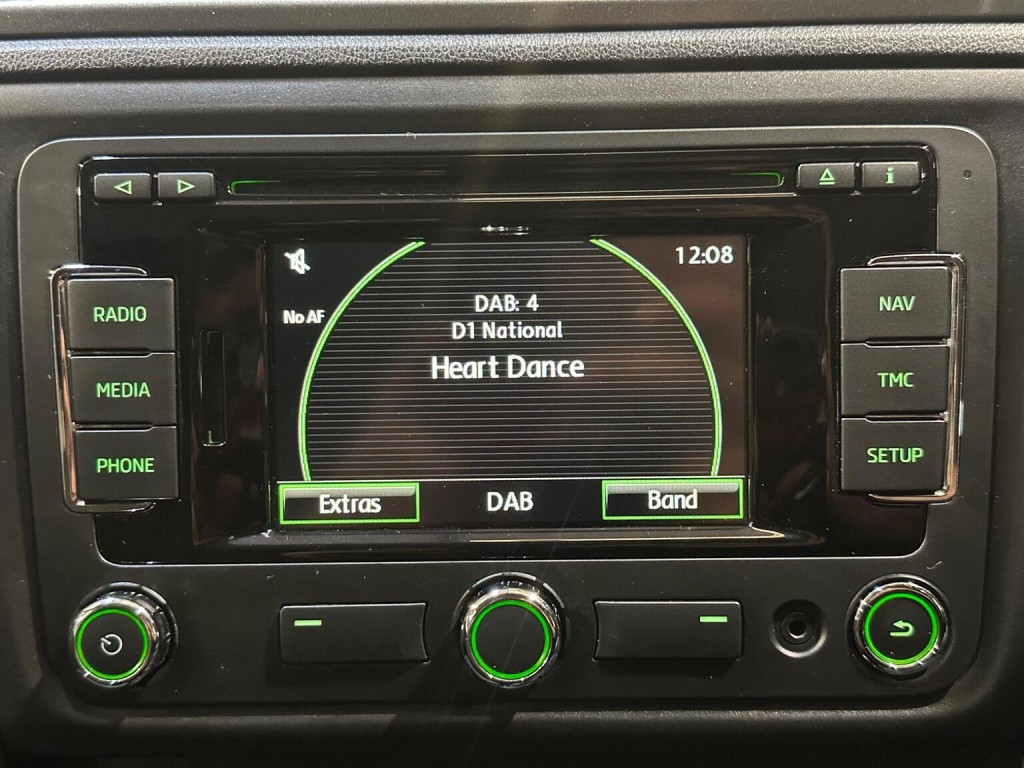 i
12:08
No AF
DAB: 4
D1 National
Heart Dance
RADIO
MEDIA
PHONE
NAV
TMC
SETUP
Extras
DAB
Band